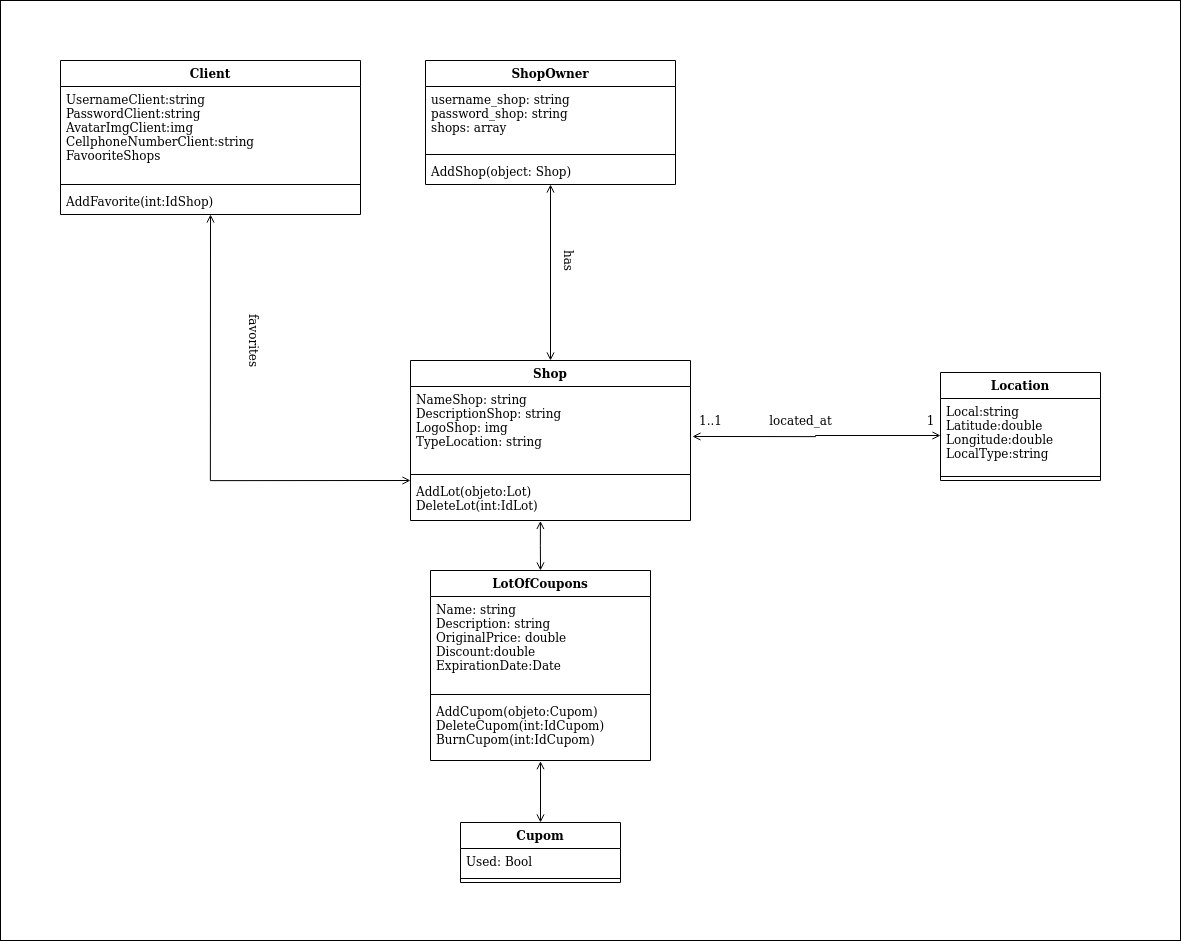 Client
UsernameClient:string
PasswordClient:string
AvatarImgClient:img
CellphoneNumberClient:string
FavooriteShops
AddFavorite(int:IdShop)
ShopOwner
username_shop: string
password_shop: string
shops: array
AddShop(object: Shop)
has
favorites
Shop
NameShop: string
DescriptionShop: string
LogoShop: img
TypeLocation: string
AddLot(objeto:Lot)
DeleteLot(int:IdLot)
1..1
located_at
1
Location
Local:string
Latitude:double
Longitude:double
LocalType:string
LotOfCoupons
Name: string
Description: string
OriginalPrice: double
Discount:double
ExpirationDate:Date
AddCupom(objeto:Cupom)
DeleteCupom(int:IdCupom)
BurnCupom(int:IdCupom)
Cupom
Used: Bool